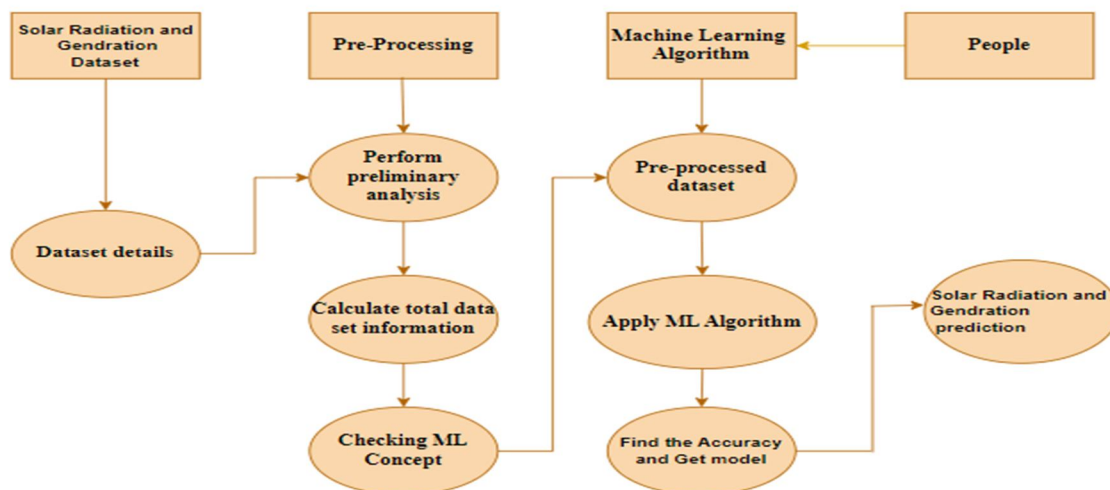 Solar Radiation and
Gendration
Dataset
Pre-Processing
Machine Learning
Algorithm
People
Perform
preliminary
analysis
Pre-processed
dataset
Dataset details
Calculate total data
set information
Apply ML Algorithm
Solar Radiation and
Gendration
prediction
Checking ML
Concept
Find the Accuracy
and Get model